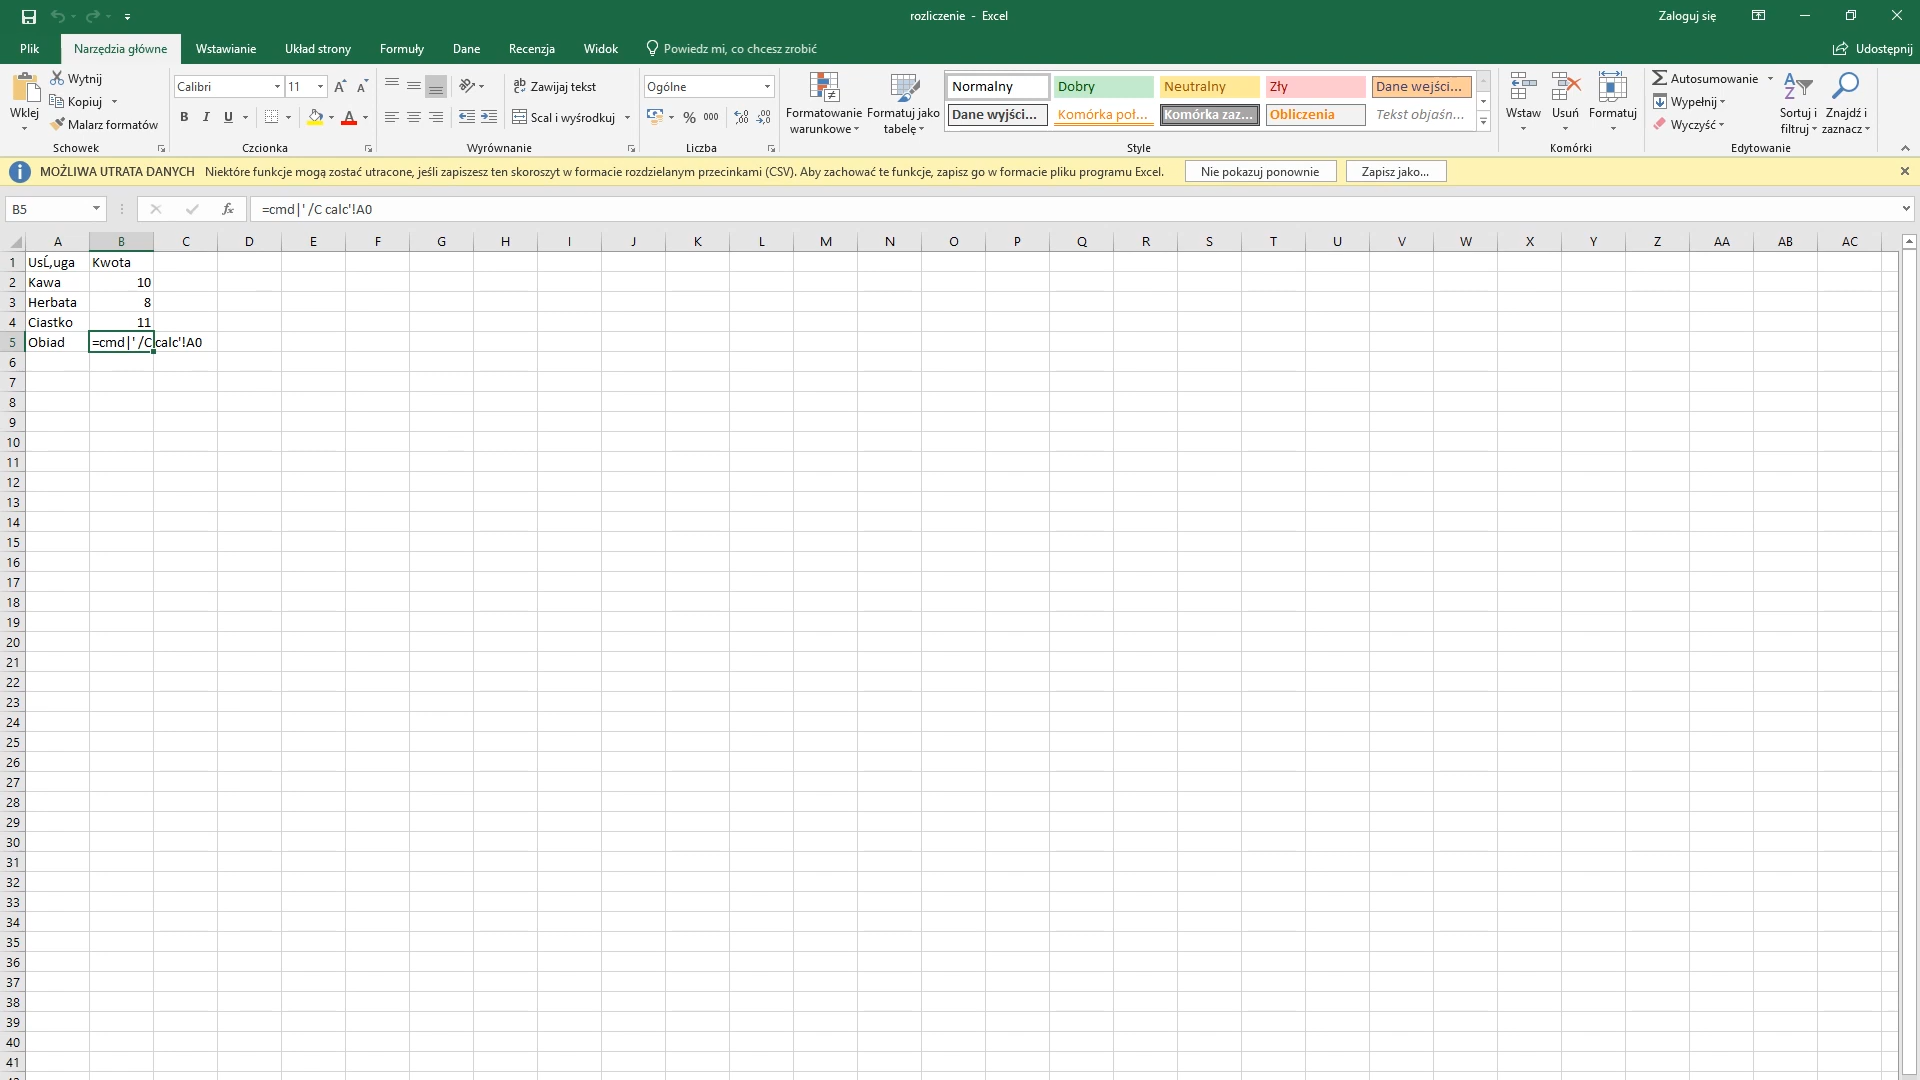 rozliczenie - Excel
Zaloguj się
Plik
Narzędzia główne
Wstawianie
Układ strony
Formuły
Dane
Recenzja
Widok
Powiedz mi, co chcesz zrobić
Udostępnij
Wklej
Wytnij
Kopiuj
Malarz formatów
Schowek
Calibri
11
B I U
Czcionka
Zawijaj tekst
Scal i wyśrodkuj
Wyrównanie
Ogólne
% 000
Liczba
Formatowanie warunkowe
Formatuj jako tabelę
Normalny
Dobry
Neutralny
Zły
Dane wejści...
Dane wyjści...
Komórka poł...
Komórka zaz...
Obliczenia
Tekst objaśn...
Style
Wstaw
Usuń
Formatuj
Komórki
Autosumowanie
Wypełnij
Wyczyść
Sortuj i filtruj
Znajdź i zaznacz
Edytowanie
MOŻLIWA UTRATA DANYCH Niektóre funkcje mogą zostać utracone, jeśli zapiszesz ten skoroszyt w formacie rozdzielanym przecinkami (CSV). Aby zachować te funkcje, zapisz go w formacie pliku programu Excel.
Nie pokazuj ponownie
Zapisz jako...
B5
fx
=cmd|' /C calc'!A0
A B C D E F G H I J K L M N O P Q R S T U V W X Y Z AA AB AC
1 UsĹ‚uga Kwota
2 Kawa 10
3 Herbata 8
4 Ciastko 11
5 Obiad =cmd|' /C calc'!A0
6
7
8
9
10
11
12
13
14
15
16
17
18
19
20
21
22
23
24
25
26
27
28
29
30
31
32
33
34
35
36
37
38
39
40
41